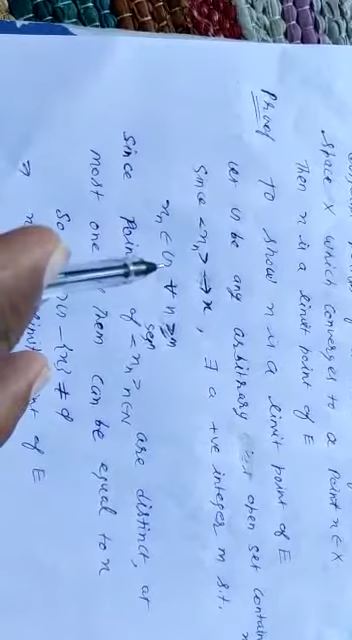 space X which converges to a point x ∈ X.
Then x is a limit point of E
Proof To show x is a limit point of E
Let U be any arbitrary open set contain
Since <xₙ> → x, ∃ a +ve integer m s.t.
xₙ ∈ U, ∀ n ≥ m
Since Points of <xₙ> n∈N are distinct, at
most one can be equal to x
So U - {x} ≠ φ
⇒ of E